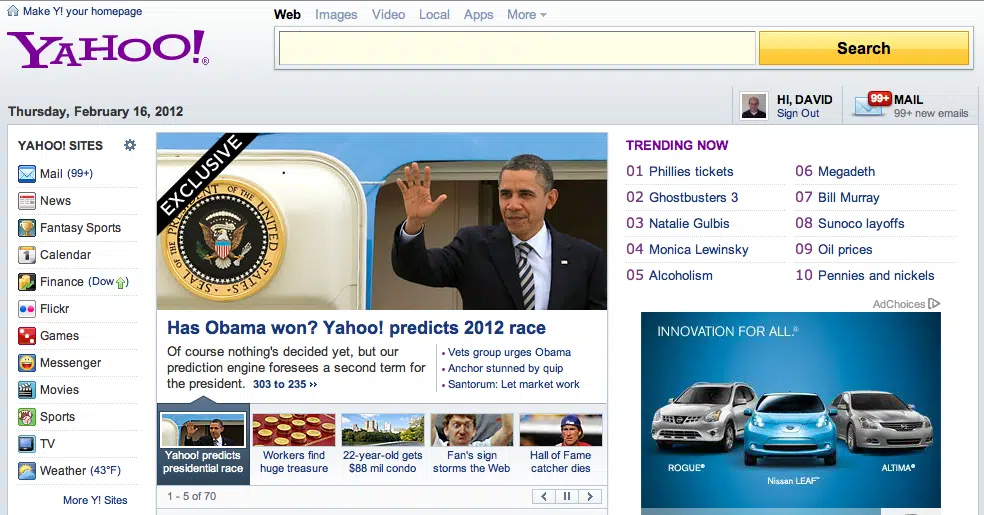 Make Y! your homepage
YAHOO!®
Web Images Video Local Apps More
Search
Thursday, February 16, 2012
HI, DAVID
Sign Out
99+
MAIL
99+ new emails
YAHOO! SITES
Mail (99+)
News
Fantasy Sports
Calendar
Finance (Dow)
Flickr
Games
Messenger
Movies
Sports
TV
Weather (43°F)
More Y! Sites
EXCLUSIVE
SEAL OF THE PRESIDENT OF THE UNITED STATES
Has Obama won? Yahoo! predicts 2012 race
Of course nothing's decided yet, but our
prediction engine foresees a second term for
the president. 303 to 235 ››
• Vets group urges Obama
• Anchor stunned by quip
• Santorum: Let market work
Yahoo! predicts
presidential race
Workers find
huge treasure
22-year-old gets
$88 mil condo
Fan's sign
storms the Web
Hall of Fame
catcher dies
1 - 5 of 70
TRENDING NOW
01 Phillies tickets
02 Ghostbusters 3
03 Natalie Gulbis
04 Monica Lewinsky
05 Alcoholism
06 Megadeth
07 Bill Murray
08 Sunoco layoffs
09 Oil prices
10 Pennies and nickels
AdChoices
INNOVATION FOR ALL.®
ROGUE®
Nissan LEAF™
ALTIMA®